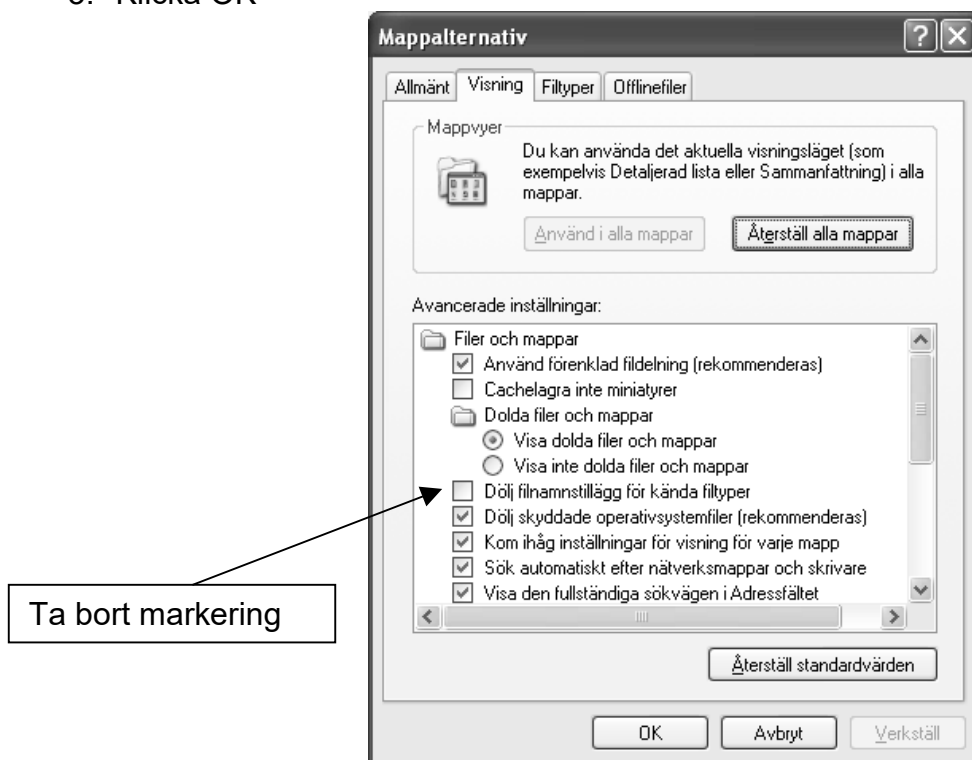 Klicka OK
Mappalternativ
Allmänt Visning Filtyper Offlinefiler
Mappvyer
Du kan använda det aktuella visningsläget (som
exempelvis Detaljerad lista eller Sammanfattning) i alla
mappar.
Använd i alla mappar Återställ alla mappar
Avancerade inställningar:
Filer och mappar
Använd förenklad fildelning (rekommenderas)
Cachelagra inte miniatyrer
Dolda filer och mappar
Visa dolda filer och mappar
Visa inte dolda filer och mappar
Dölj filnamnstillägg för kända filtyper
Dölj skyddade operativsystemfiler (rekommenderas)
Kom ihåg inställningar för visning för varje mapp
Sök automatiskt efter nätverksmappar och skrivare
Visa den fullständiga sökvägen i Adressfältet
Ta bort markering
Återställ standardvärden
OK Avbryt Verkställ